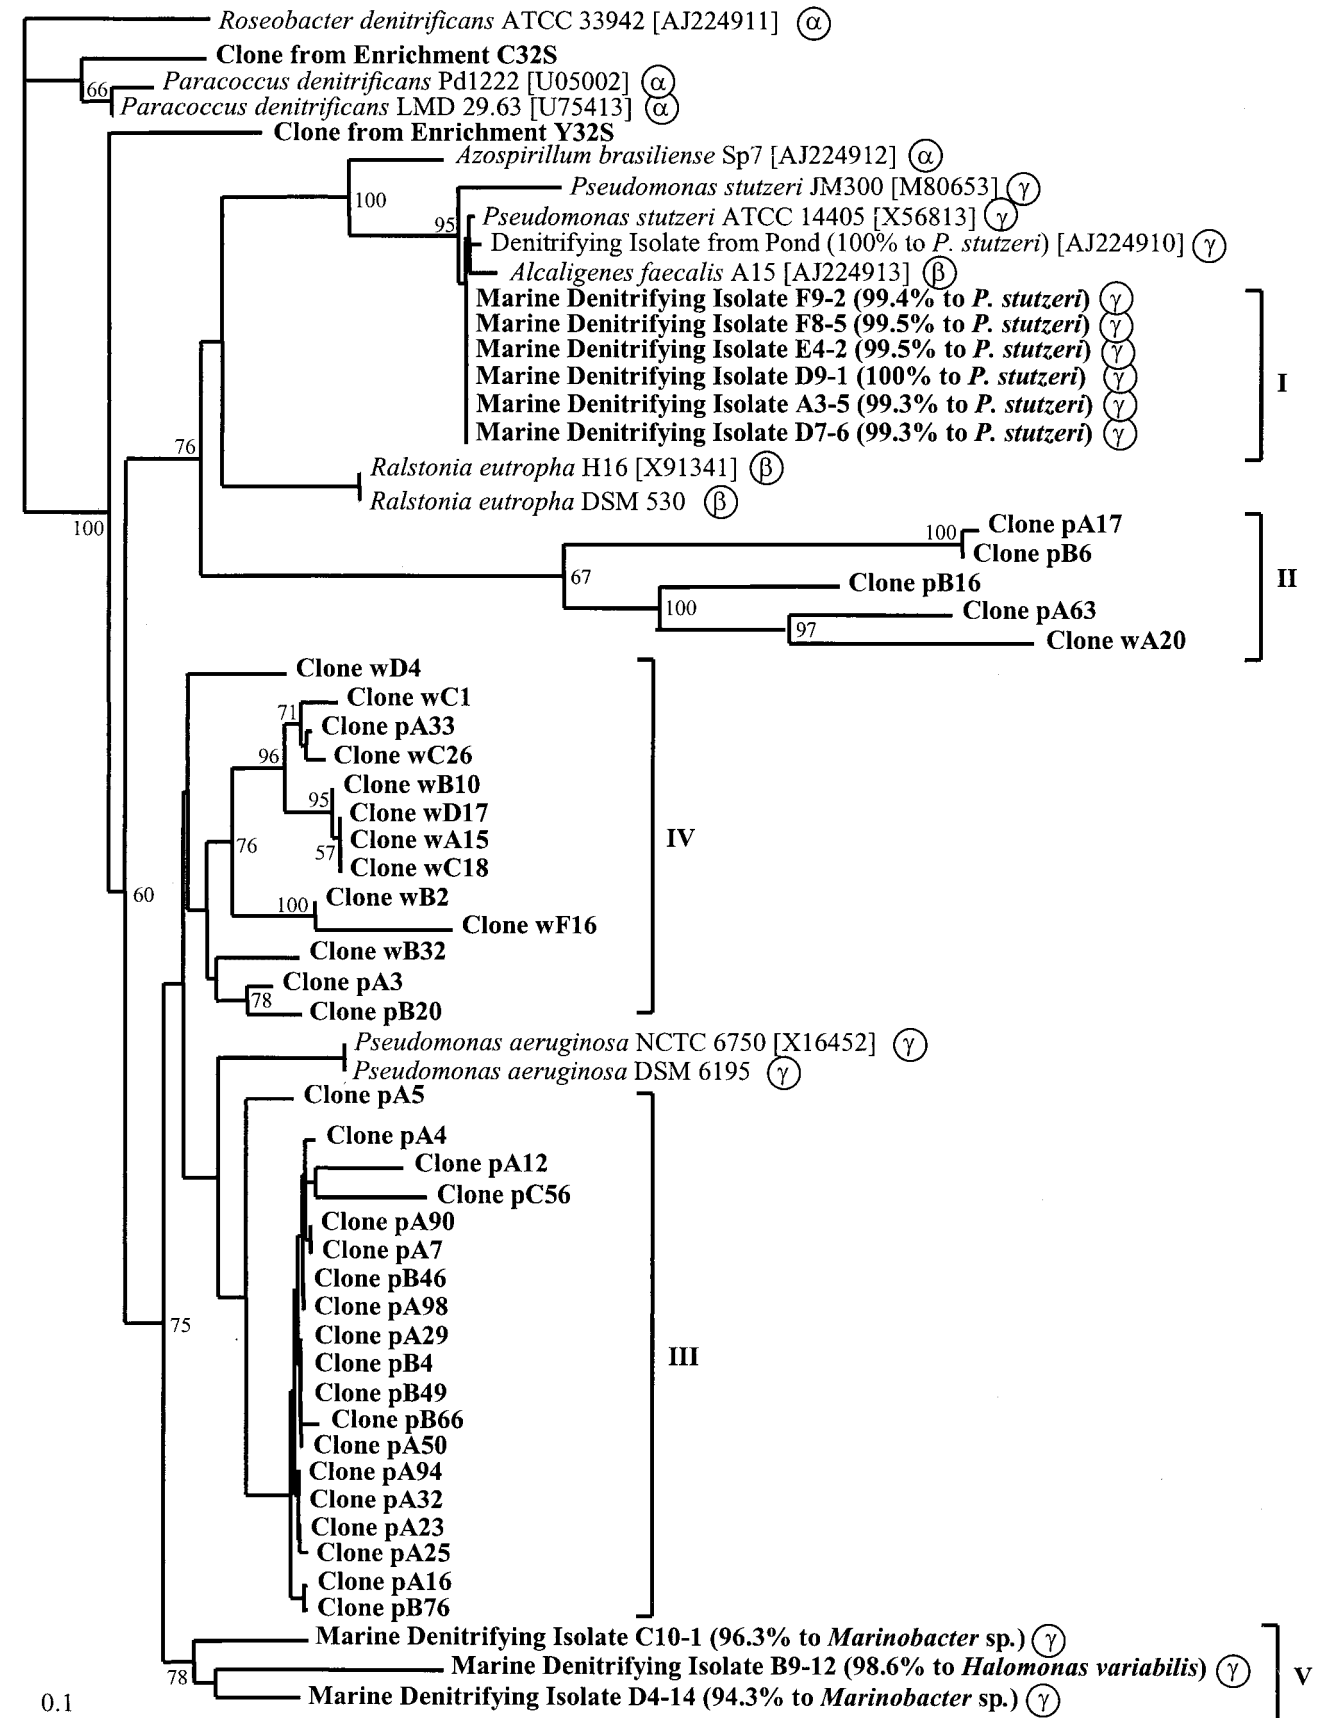 Roseobacter denitrificans ATCC 33942 [AJ224911] α
Clone from Enrichment C32S
66 Paracoccus denitrificans Pd1222 [U05002] α
Paracoccus denitrificans LMD 29.63 [U75413] α
Clone from Enrichment Y32S
Azospirillum brasiliense Sp7 [AJ224912] α
100 Pseudomonas stutzeri JM300 [M80653] γ
95 Pseudomonas stutzeri ATCC 14405 [X56813] γ
Denitrifying Isolate from Pond (100% to P. stutzeri) [AJ224910] γ
Alcaligenes faecalis A15 [AJ224913] β
Marine Denitrifying Isolate F9-2 (99.4% to P. stutzeri) γ
Marine Denitrifying Isolate F8-5 (99.5% to P. stutzeri) γ
Marine Denitrifying Isolate E4-2 (99.5% to P. stutzeri) γ
Marine Denitrifying Isolate D9-1 (100% to P. stutzeri) γ
I
Marine Denitrifying Isolate A3-5 (99.3% to P. stutzeri) γ
Marine Denitrifying Isolate D7-6 (99.3% to P. stutzeri) γ
76
Ralstonia eutropha H16 [X91341] β
Ralstonia eutropha DSM 530 β
100
100 Clone pA17
Clone pB6
67
II
Clone pB16
100 Clone pA63
97
Clone wA20
Clone wD4
Clone wC1
71
Clone pA33
96 Clone wC26
Clone wB10
95 Clone wD17
Clone wA15
IV
76
57 Clone wC18
60
Clone wB2
100
Clone wF16
Clone wB32
Clone pA3
78
Clone pB20
Pseudomonas aeruginosa NCTC 6750 [X16452] γ
Pseudomonas aeruginosa DSM 6195 γ
Clone pA5
Clone pA4
Clone pA12
Clone pC56
Clone pA90
Clone pA7
Clone pB46
Clone pA98
75
Clone pA29
III
Clone pB4
Clone pB49
Clone pB66
Clone pA50
Clone pA94
Clone pA32
Clone pA23
Clone pA25
Clone pA16
Clone pB76
Marine Denitrifying Isolate C10-1 (96.3% to Marinobacter sp.) γ
78 Marine Denitrifying Isolate B9-12 (98.6% to Halomonas variabilis) γ
V
Marine Denitrifying Isolate D4-14 (94.3% to Marinobacter sp.) γ
0.1